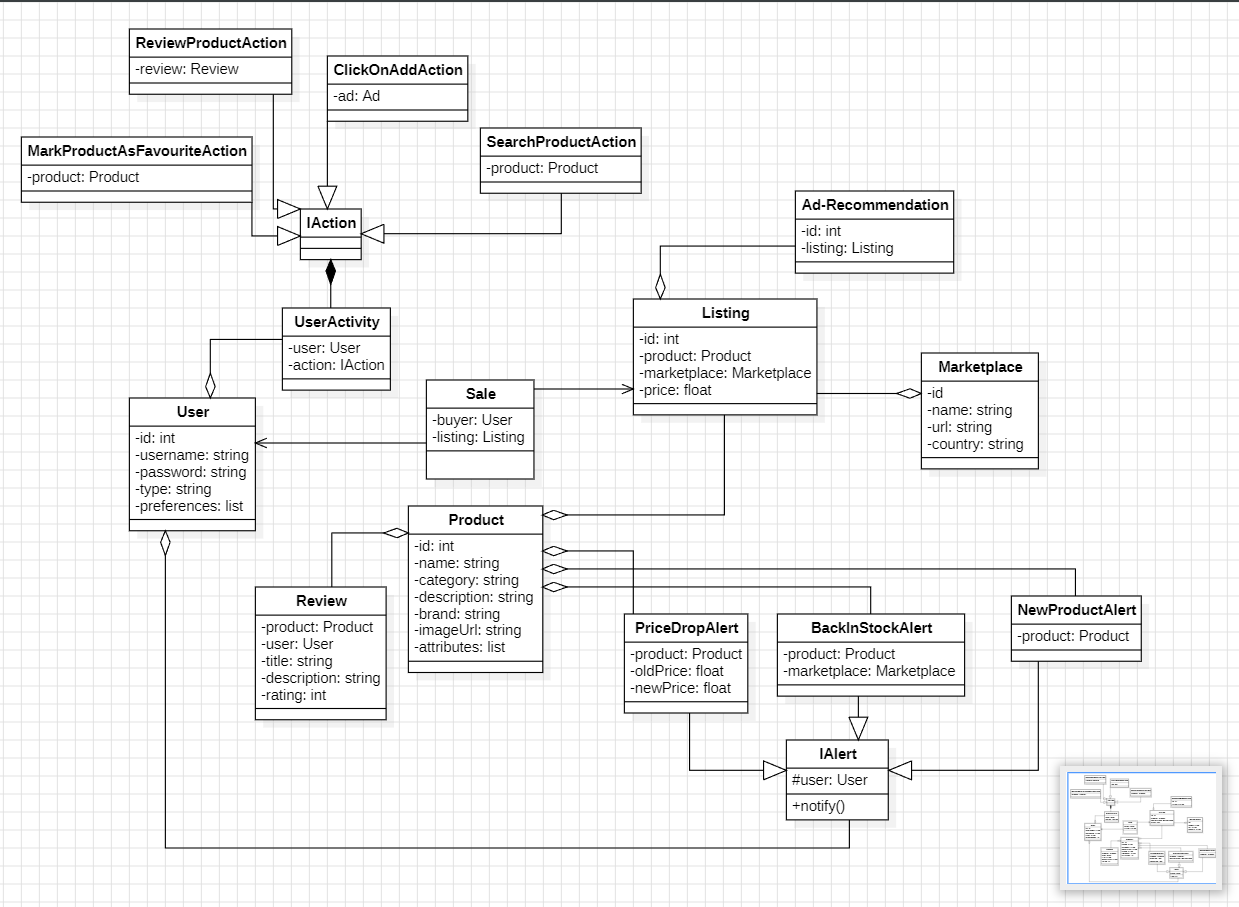 ReviewProductAction
-review: Review
ClickOnAddAction
-ad: Ad
SearchProductAction
-product: Product
MarkProductAsFavouriteAction
-product: Product
IAction
Ad-Recommendation
-id: int
-listing: Listing
UserActivity
-user: User
-action: IAction
Listing
-id: int
-product: Product
-marketplace: Marketplace
-price: float
Marketplace
-id
-name: string
-url: string
-country: string
Sale
-buyer: User
-listing: Listing
User
-id: int
-username: string
-password: string
-type: string
-preferences: list
Product
-id: int
-name: string
-category: string
-description: string
-brand: string
-imageUrl: string
-attributes: list
Review
-product: Product
-user: User
-title: string
-description: string
-rating: int
PriceDropAlert
-product: Product
-oldPrice: float
-newPrice: float
BackInStockAlert
-product: Product
-marketplace: Marketplace
NewProductAlert
-product: Product
IAlert
#user: User
+notify()